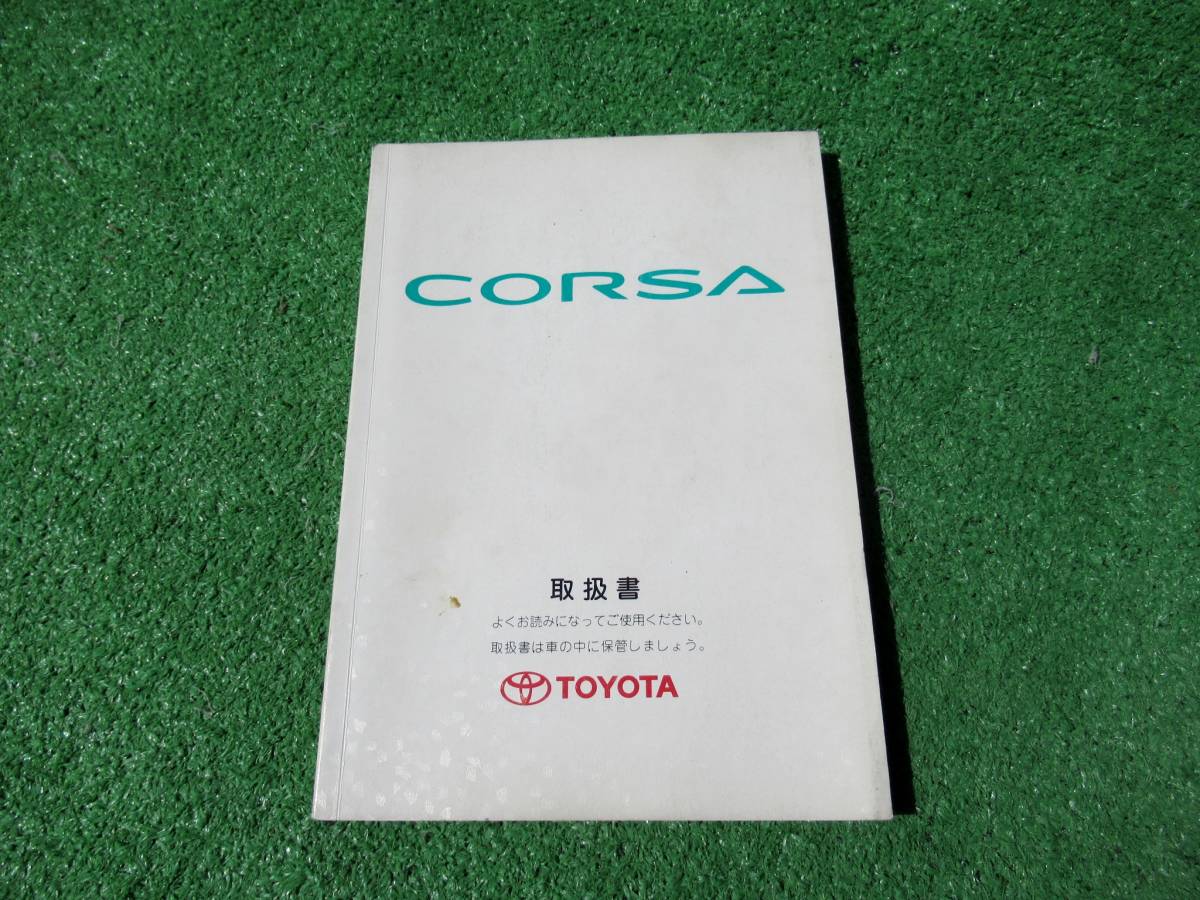 CORSA
取扱書
よくお読みになってご使用ください。
取扱書は車の中に保管しましょう。
TOYOTA